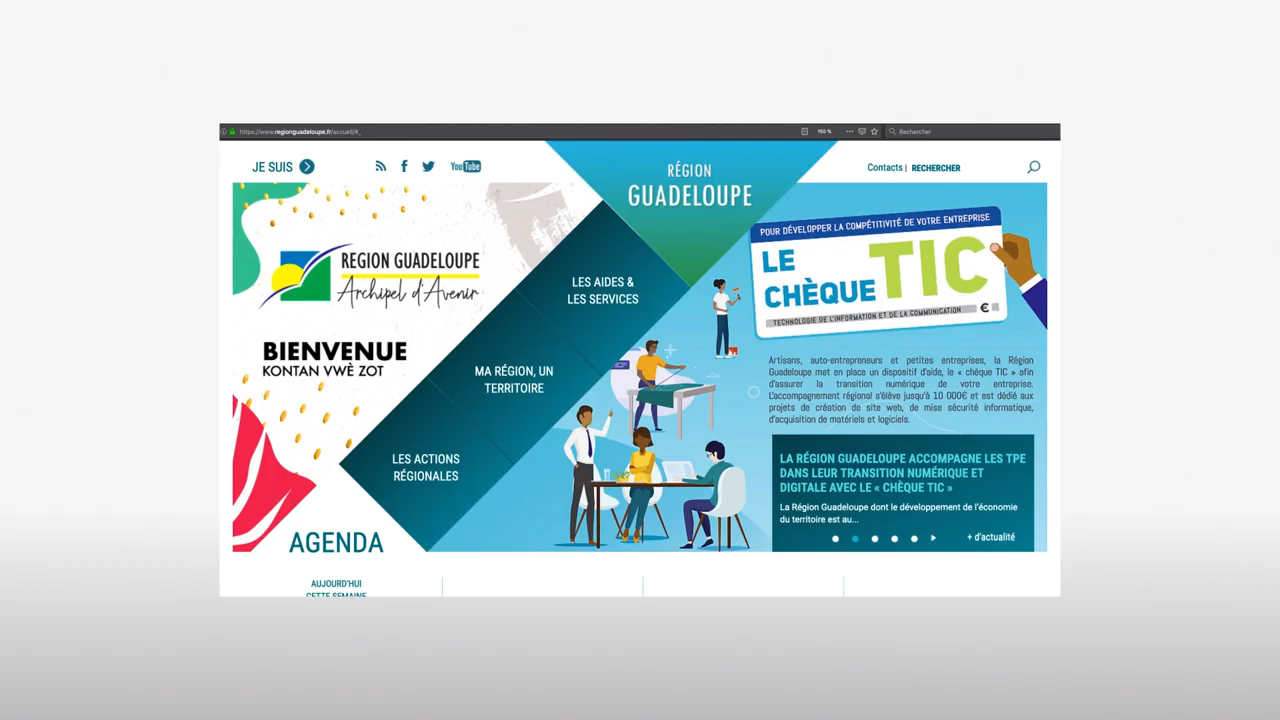 https://www.regionguadeloupe.fr/accueil/#_
150 %
Rechercher
JE SUIS
YouTube
RÉGION
GUADELOUPE
Contacts |
RECHERCHER
REGION GUADELOUPE
Archipel d'Avenir
BIENVENUE
KONTAN VWÈ ZOT
LES AIDES &
LES SERVICES
MA RÉGION, UN
TERRITOIRE
LES ACTIONS
RÉGIONALES
POUR DÉVELOPPER LA COMPÉTITIVITÉ DE VOTRE ENTREPRISE
LE
CHÈQUE TIC
TECHNOLOGIE DE L'INFORMATION ET DE LA COMMUNICATION
€
Artisans, auto-entrepreneurs et petites entreprises, la Région
Guadeloupe met en place un dispositif d'aide, le « chèque TIC » afin
d'assurer la transition numérique de votre entreprise.
L'accompagnement régional s'élève jusqu'à 10 000€ et est dédié aux
projets de création de site web, de mise sécurité informatique,
d'acquisition de matériels et logiciels.
LA RÉGION GUADELOUPE ACCOMPAGNE LES TPE
DANS LEUR TRANSITION NUMÉRIQUE ET
DIGITALE AVEC LE « CHÈQUE TIC »
La Région Guadeloupe dont le développement de l'économie
du territoire est au...
+ d'actualité
AGENDA
AUJOURD'HUI
CETTE SEMAINE